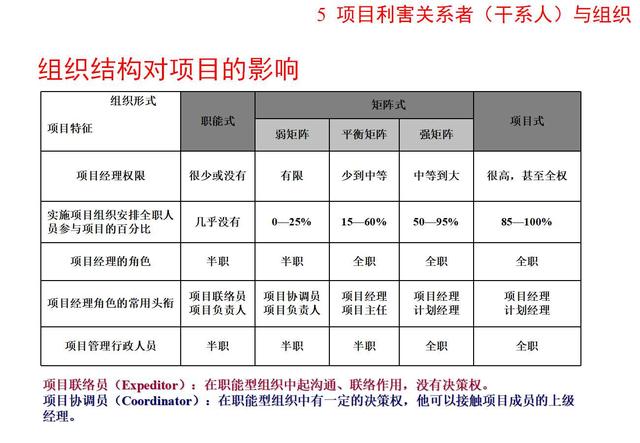 5 项目利害关系者（干系人）与组织
组织结构对项目的影响
组织形式
项目特征
职能式
矩阵式
项目式
弱矩阵 平衡矩阵 强矩阵
项目经理权限 很少或没有 有限 少到中等 中等到大 很高，甚至全权
实施项目组织安排全职人
员参与项目的百分比
几乎没有 0—25% 15—60% 50—95% 85—100%
项目经理的角色 半职 半职 全职 全职 全职
项目经理角色的常用头衔
项目联络员 项目协调员 项目经理 项目经理 项目经理
项目负责人 项目负责人 项目主任 计划经理 计划经理
项目管理行政人员 半职 半职 半职 全职 全职
项目联络员（Expeditor）：在职能型组织中起沟通、联络作用，没有决策权。
项目协调员（Coordinator）：在职能型组织中有一定的决策权，他可以接触项目成员的上级
经理。